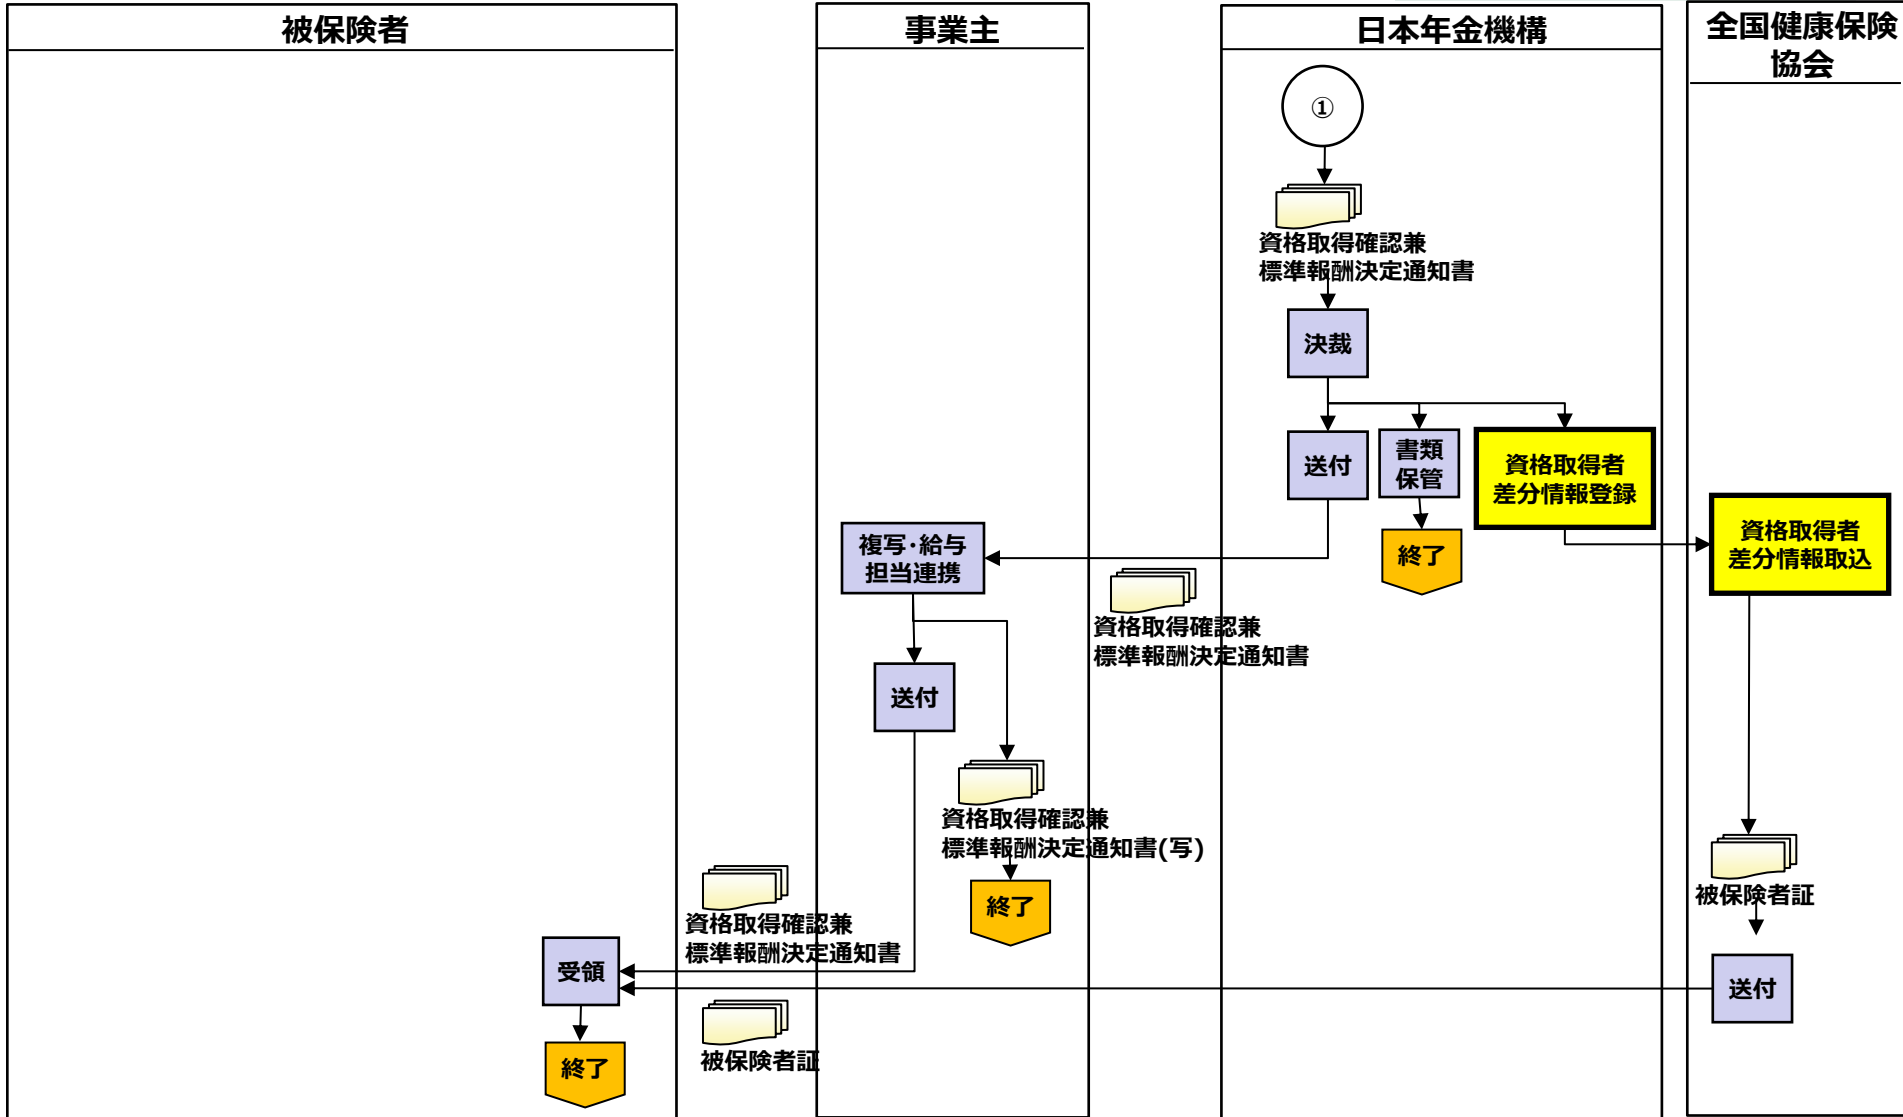 被保険者
事業主
日本年金機構
全国健康保険
協会
①
資格取得確認兼
標準報酬決定通知書
決裁
送付
書類
保管
資格取得者
差分情報登録
終了
資格取得者
差分情報取込
複写・給与
担当連携
資格取得確認兼
標準報酬決定通知書
送付
資格取得確認兼
標準報酬決定通知書(写)
終了
被保険者証
送付
資格取得確認兼
標準報酬決定通知書
受領
被保険者証
終了